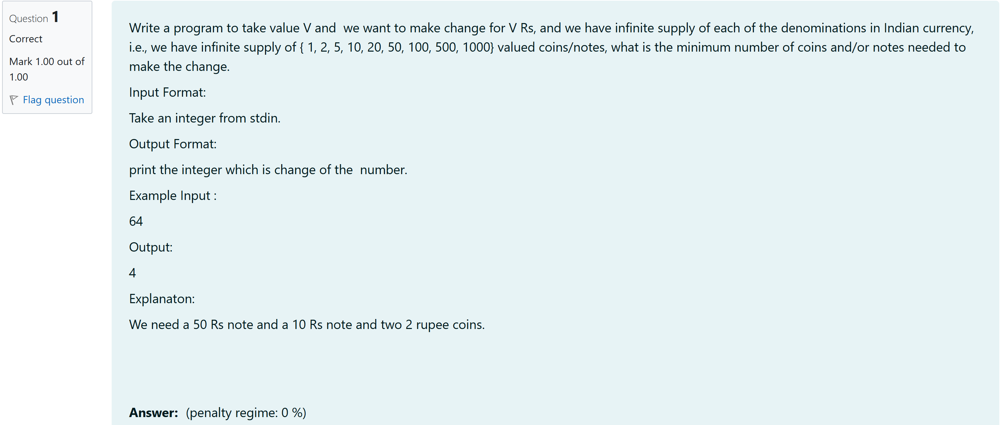 Question 1
Correct
Mark 1.00 out of
1.00
Flag question
Write a program to take value V and  we want to make change for V Rs, and we have infinite supply of each of the denominations in Indian currency,
i.e., we have infinite supply of { 1, 2, 5, 10, 20, 50, 100, 500, 1000} valued coins/notes, what is the minimum number of coins and/or notes needed to
make the change.
Input Format:
Take an integer from stdin.
Output Format:
print the integer which is change of the  number.
Example Input :
64
Output:
4
Explanaton:
We need a 50 Rs note and a 10 Rs note and two 2 rupee coins.
Answer: (penalty regime: 0 %)